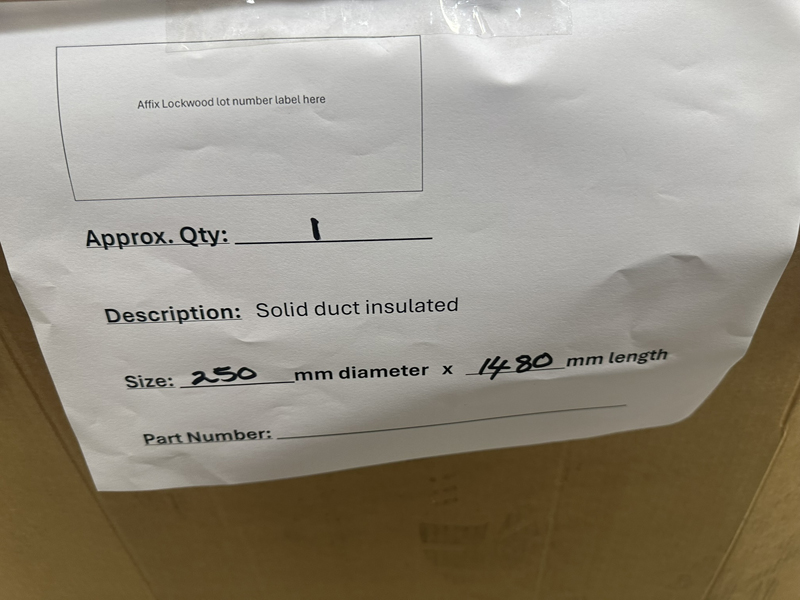 Affix Lockwood lot number label here
Approx. Qty: 1
Description: Solid duct insulated
Size: 250 mm diameter x 1480 mm length
Part Number: